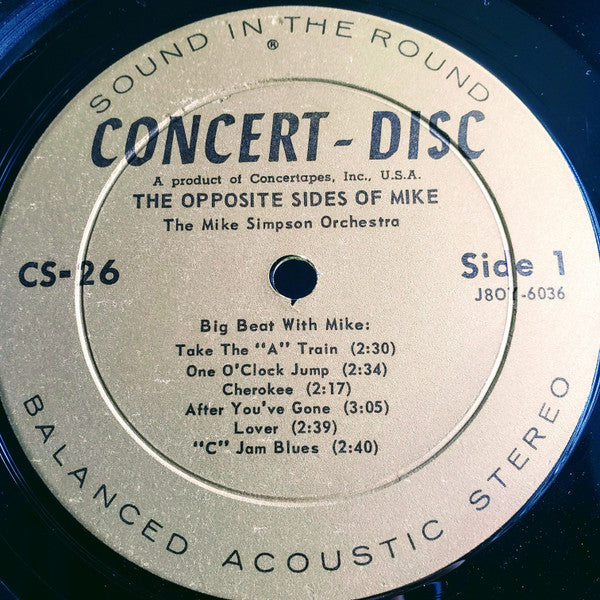 SOUND IN THE ROUND
®
CONCERT-DISC
A product of Concertapes, Inc., U.S.A.
THE OPPOSITE SIDES OF MIKE
The Mike Simpson Orchestra
CS-26
Side 1
J8OY-6036
Big Beat With Mike:
Take The "A" Train (2:30)
One O'Clock Jump (2:34)
Cherokee (2:17)
After You've Gone (3:05)
Lover (2:39)
"C" Jam Blues (2:40)
BALANCED ACOUSTIC STEREO